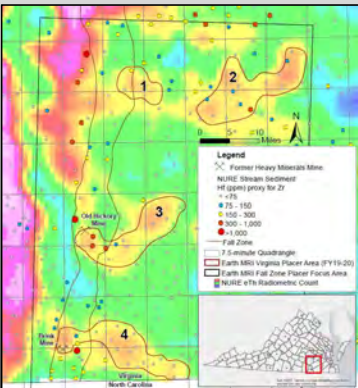 1
2
3
4
0 5 10
Miles
N
Old Hickory
Mine
Brink
Mine
Virginia
North Carolina
Legend
Former Heavy Minerals Mine
NURE Stream Sediment
Hf (ppm) proxy for Zr
<75
75 - 150
150 - 300
300 - 1,000
>1,000
Fall Zone
7.5-minute Quadrangle
Earth MRI Virginia Placer Area (FY19-20)
Earth MRI Fall Zone Placer Focus Area
NURE eTh Radiometric Count